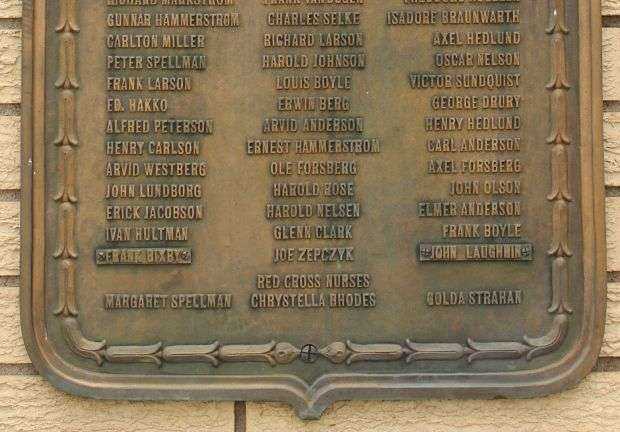 GUNNAR HAMMERSTROM CHARLES SELKE ISADORE BRAUNWARTH
CARLTON MILLER RICHARD LARSON AXEL HEDLUND
PETER SPELLMAN HAROLD JOHNSON OSCAR NELSON
FRANK LARSON LOUIS BOYLE VICTOR SUNDQUIST
ED. HAKKO ERWIN BERG GEORGE DRURY
ALFRED PETERSON ARVID ANDERSON HENRY HEDLUND
HENRY CARLSON ERNEST HAMMERSTROM CARL ANDERSON
ARVID WESTBERG OLE FORSBERG AXEL FORSBERG
JOHN LUNDBORG HAROLD ROSE JOHN OLSON
ERICK JACOBSON HAROLD NELSEN ELMER ANDERSON
IVAN HULTMAN GLENN CLARK FRANK BOYLE
FRANK BIXBY JOE ZEPCZYK JOHN LAUGHNIN
RED CROSS NURSES
MARGARET SPELLMAN CHRYSTELLA RHODES GOLDA STRAHAN